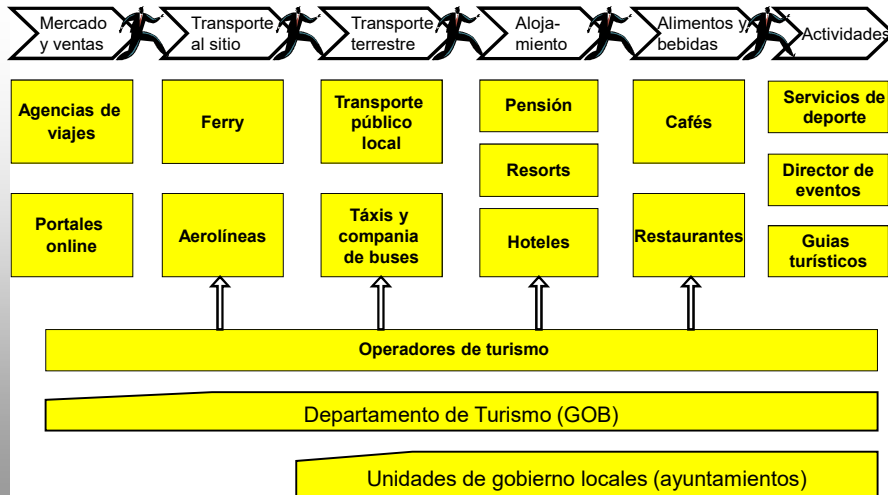 Mercado
y ventas
Transporte
al sitio
Transporte
terrestre
Aloja-
miento
Alimentos y
bebidas
Actividades
Agencias de
viajes
Ferry
Transporte
público
local
Pensión
Cafés
Servicios de
deporte
Resorts
Director de
eventos
Portales
online
Aerolíneas
Táxis y
compania
de buses
Hoteles
Restaurantes
Guias
turísticos
Operadores de turismo
Departamento de Turismo (GOB)
Unidades de gobierno locales (ayuntamientos)